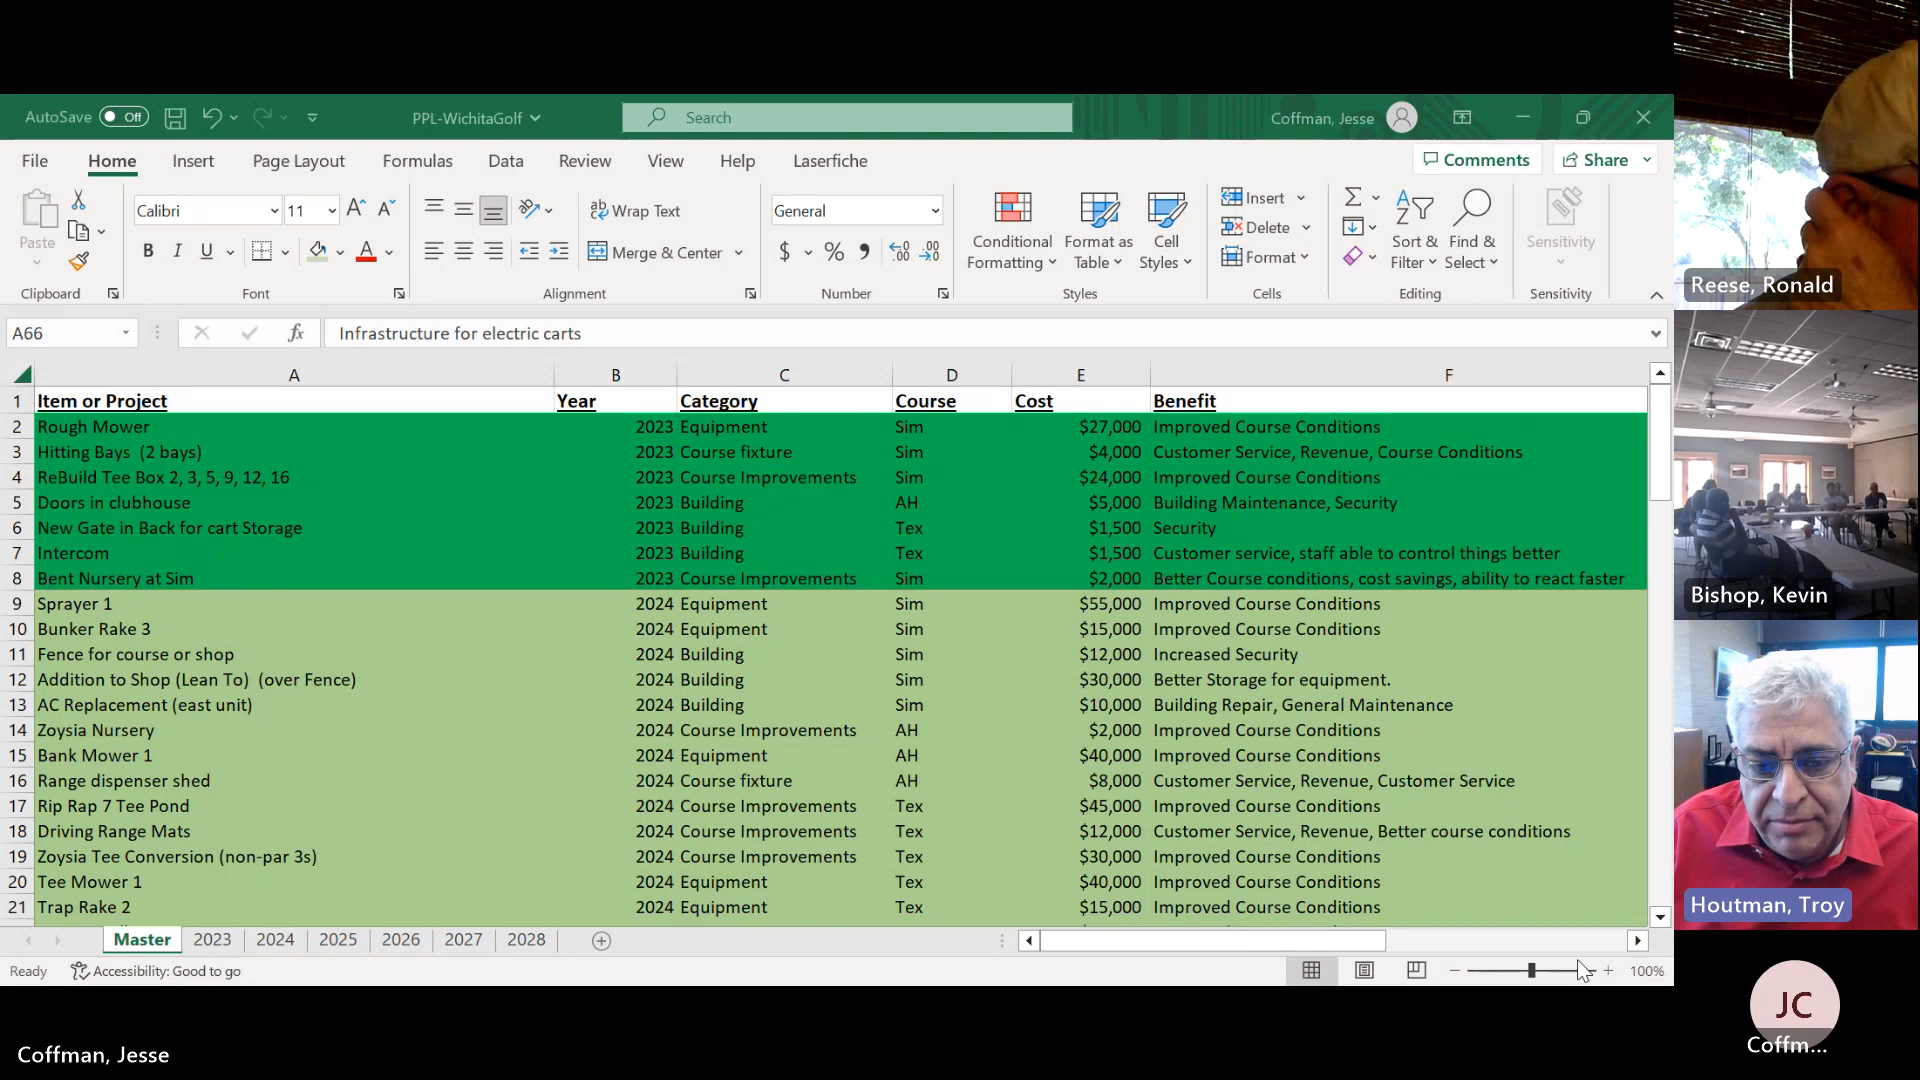 AutoSave Off PPL-WichitaGolf Search Coffman, Jesse
File Home Insert Page Layout Formulas Data Review View Help Laserfiche Comments Share
Paste Calibri 11 Wrap Text General Conditional Formatting Format as Table Cell Styles Insert Sort & Filter Find & Select Sensitivity
B I U Merge & Center $ % Delete
Format
Clipboard Font Alignment Number Styles Cells Editing Sensitivity
A66 fx Infrastructure for electric carts
A B C D E F
1 Item or Project Year Category Course Cost Benefit
2 Rough Mower 2023 Equipment Sim $27,000 Improved Course Conditions
3 Hitting Bays (2 bays) 2023 Course fixture Sim $4,000 Customer Service, Revenue, Course Conditions
4 ReBuild Tee Box 2, 3, 5, 9, 12, 16 2023 Course Improvements Sim $24,000 Improved Course Conditions
5 Doors in clubhouse 2023 Building AH $5,000 Building Maintenance, Security
6 New Gate in Back for cart Storage 2023 Building Tex $1,500 Security
7 Intercom 2023 Building Tex $1,500 Customer service, staff able to control things better
8 Bent Nursery at Sim 2023 Course Improvements Sim $2,000 Better Course conditions, cost savings, ability to react faster
9 Sprayer 1 2024 Equipment Sim $55,000 Improved Course Conditions
10 Bunker Rake 3 2024 Equipment Sim $15,000 Improved Course Conditions
11 Fence for course or shop 2024 Building Sim $12,000 Increased Security
12 Addition to Shop (Lean To) (over Fence) 2024 Building Sim $30,000 Better Storage for equipment.
13 AC Replacement (east unit) 2024 Building Sim $10,000 Building Repair, General Maintenance
14 Zoysia Nursery 2024 Course Improvements AH $2,000 Improved Course Conditions
15 Bank Mower 1 2024 Equipment AH $40,000 Improved Course Conditions
16 Range dispenser shed 2024 Course fixture AH $8,000 Customer Service, Revenue, Customer Service
17 Rip Rap 7 Tee Pond 2024 Course Improvements Tex $45,000 Improved Course Conditions
18 Driving Range Mats 2024 Course Improvements Tex $12,000 Customer Service, Revenue, Better course conditions
19 Zoysia Tee Conversion (non-par 3s) 2024 Course Improvements Tex $30,000 Improved Course Conditions
20 Tee Mower 1 2024 Equipment Tex $40,000 Improved Course Conditions
21 Trap Rake 2 2024 Equipment Tex $15,000 Improved Course Conditions
Master 2023 2024 2025 2026 2027 2028
Ready Accessibility: Good to go 100%
Reese, Ronald
Bishop, Kevin
Houtman, Troy
JC
Coffm...
Coffman, Jesse